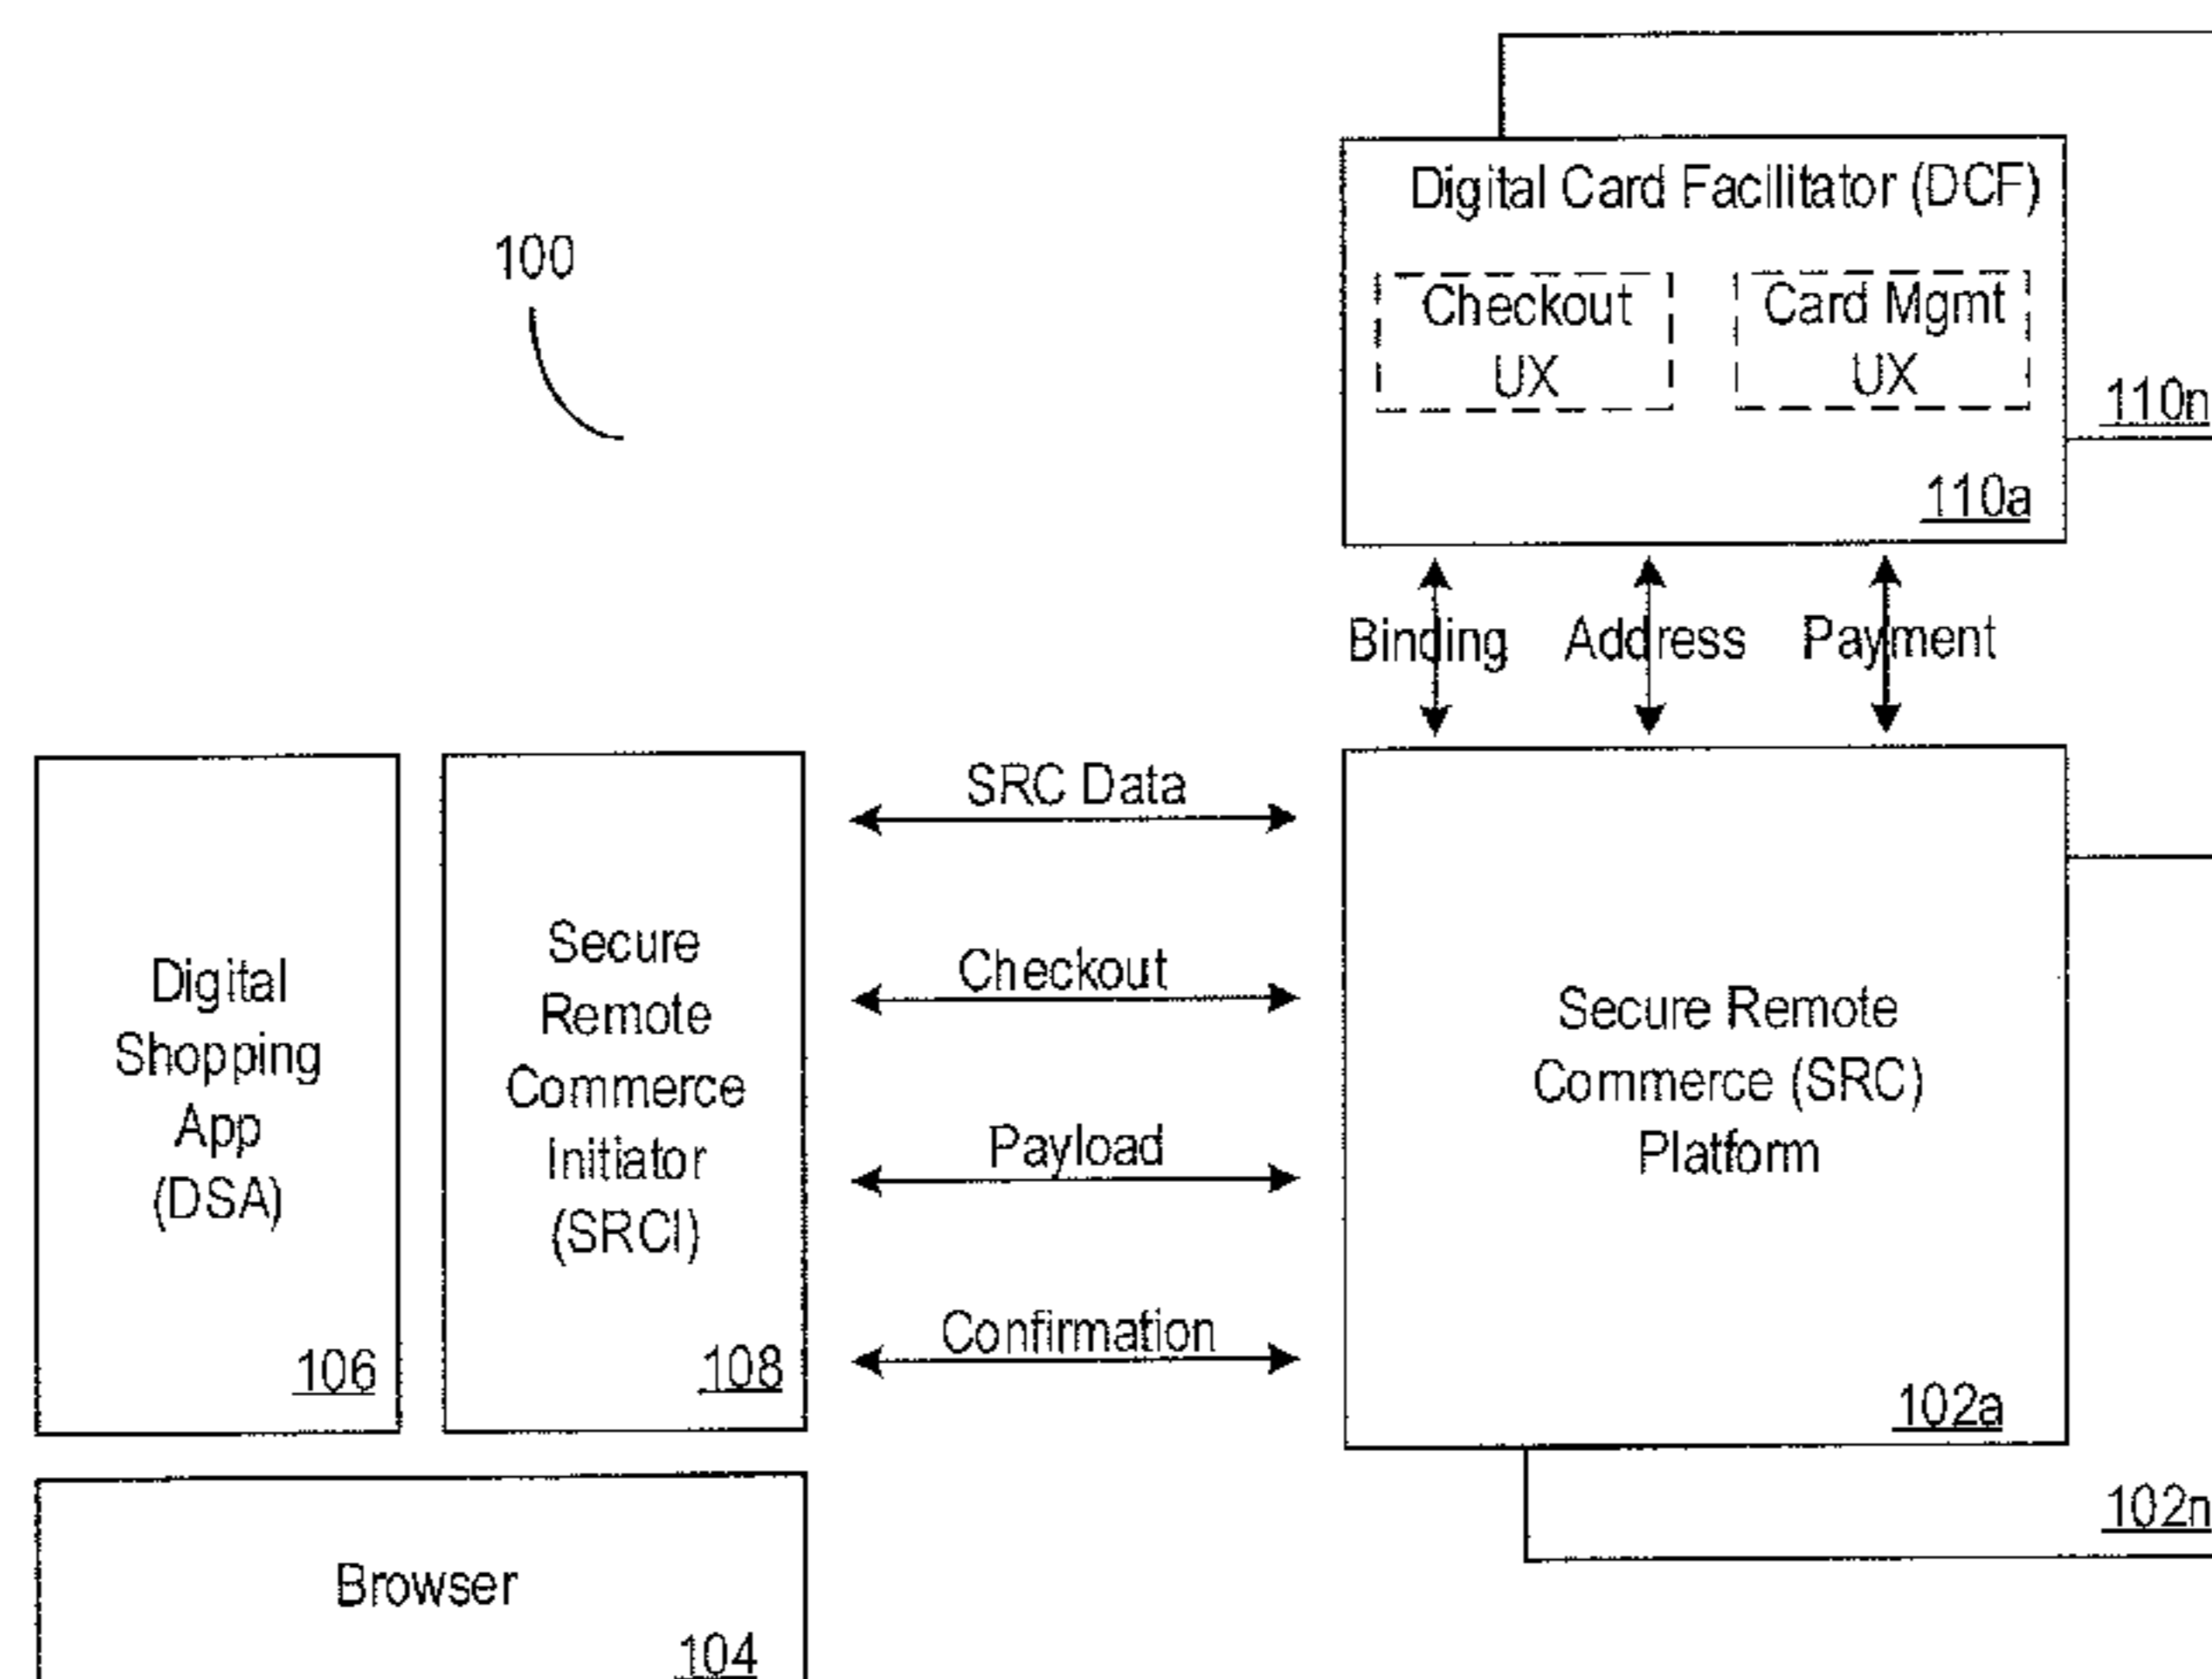 100
Digital Card Facilitator (DCF)
Checkout
UX
Card Mgmt
UX
110n
110a
Binding
Address
Payment
Digital
Shopping
App
(DSA)
106
Secure
Remote
Commerce
Initiator
(SRCI)
108
SRC Data
Checkout
Payload
Confirmation
Secure Remote
Commerce (SRC)
Platform
102a
102n
Browser
104